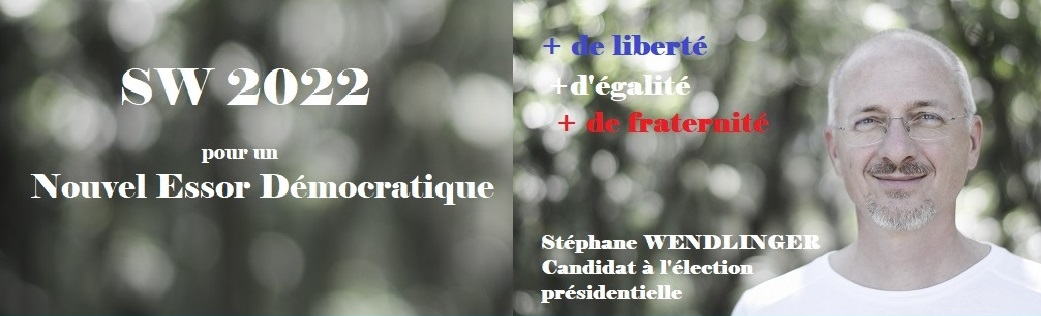 SW 2022
pour un
Nouvel Essor Démocratique
+ de liberté
+d'égalité
+ de fraternité
Stéphane WENDLINGER
Candidat à l'élection
présidentielle